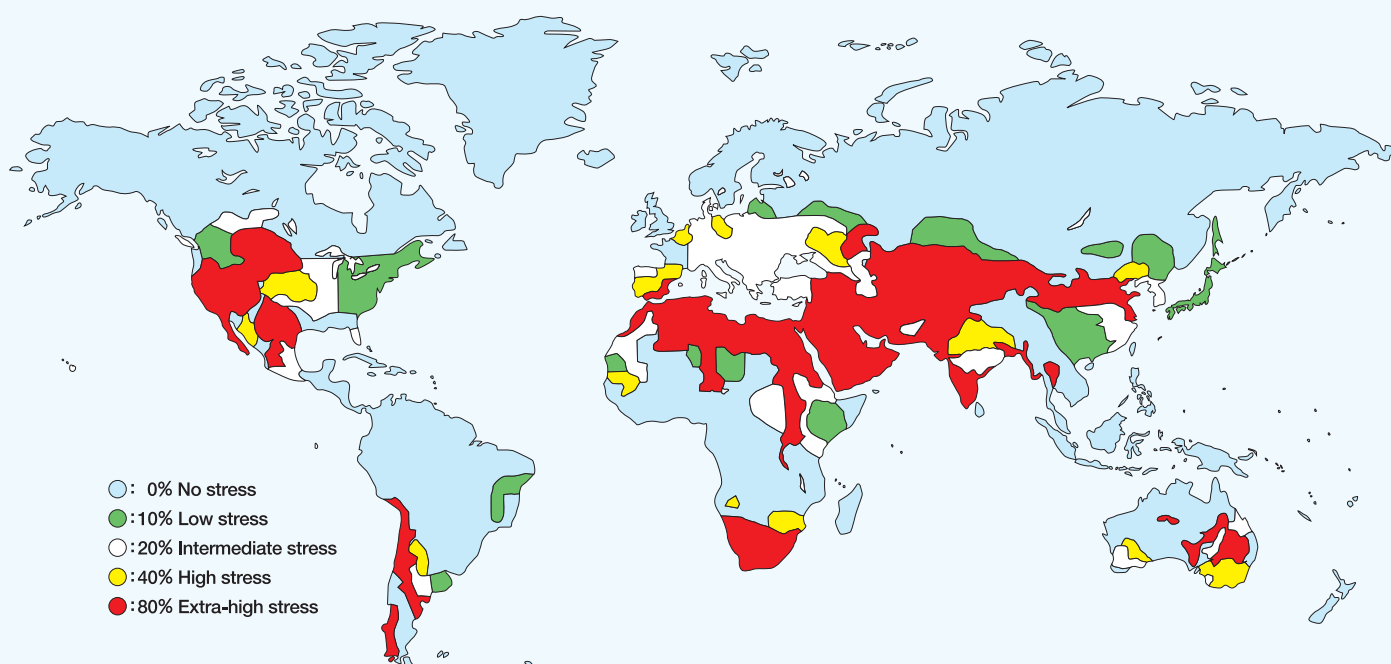 : 0% No stress
: 10% Low stress
: 20% Intermediate stress
: 40% High stress
: 80% Extra-high stress